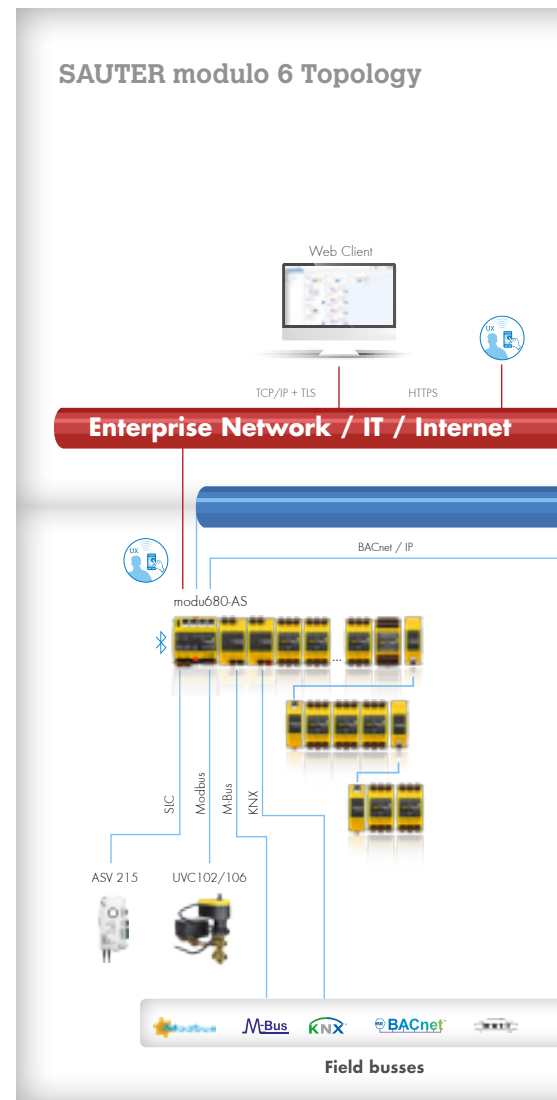 SAUTER modulo 6 Topology
Web Client
UX
TCP/IP + TLS
HTTPS
Enterprise Network / IT / Internet
BACnet / IP
UX
modu680-AS
...
SLC
Modbus
M-Bus
KNX
ASV 215
UVC102/106
Modbus
M-Bus
KNX
BACnet
Field busses